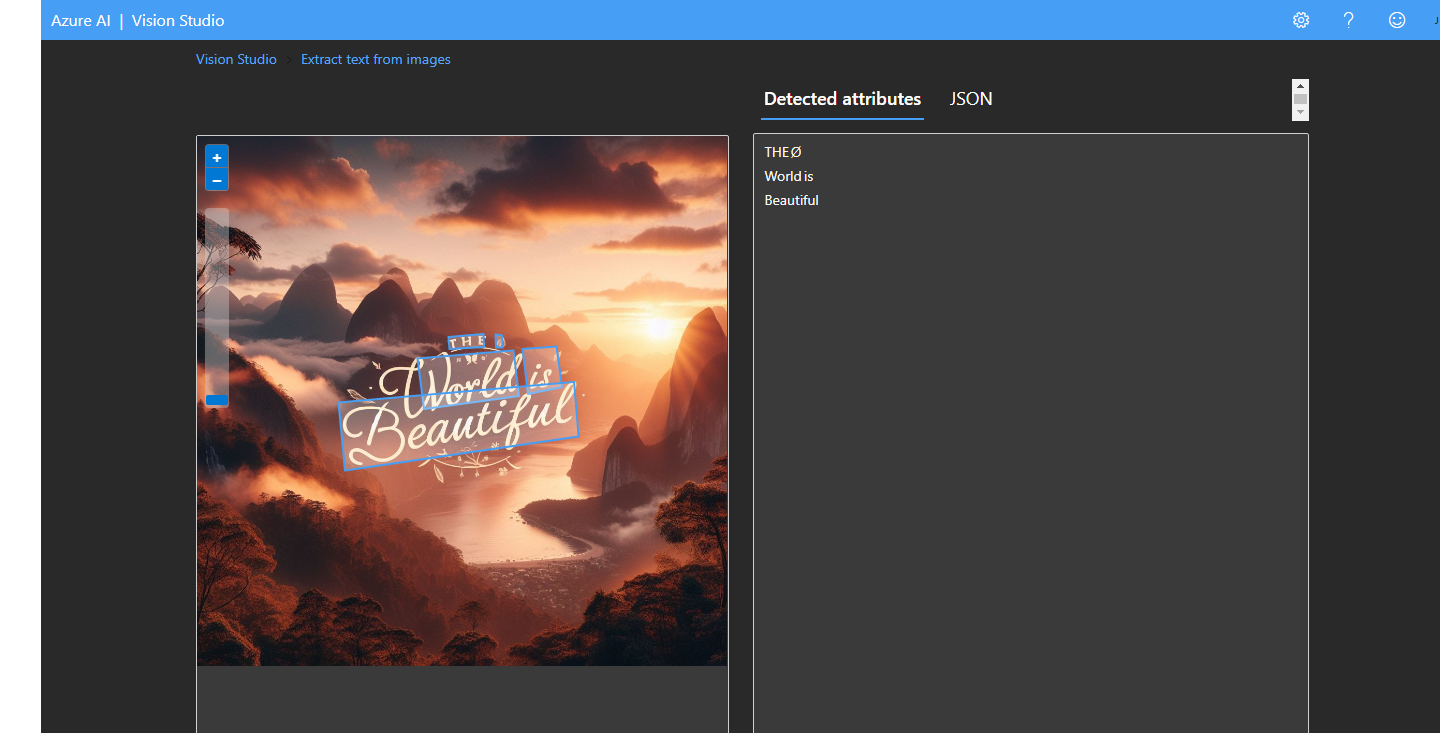 Azure AI | Vision Studio
Vision Studio > Extract text from images
Detected attributes
JSON
THE
World is
Beautiful
THE Ø
World is
Beautiful